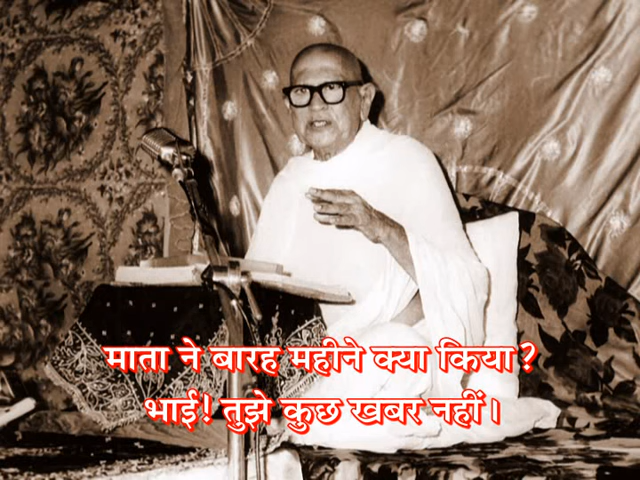 माता ने बारह महीने क्या किया?
भाई! तुझे कुछ खबर नहीं।